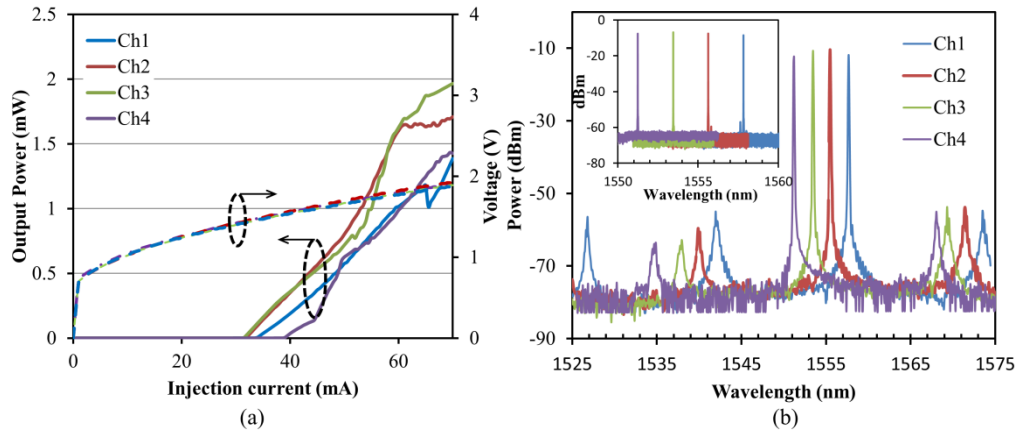 2.5
2
1.5
1
0.5
0
Output Power (mW)
Ch1
Ch2
Ch3
Ch4
4
3
2
1
0
Voltage (V)
0
20
40
60
Injection current (mA)
(a)
-10
-30
-50
-70
-90
Power (dBm)
0
-20
-40
-60
-80
dBm
1550
1555
1560
Wavelength (nm)
Ch1
Ch2
Ch3
Ch4
1525
1535
1545
1555
1565
1575
Wavelength (nm)
(b)